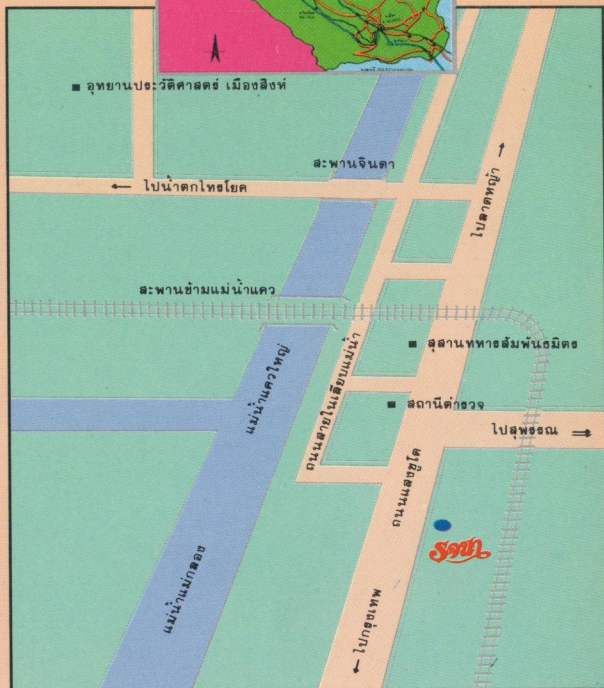 ■ อุทยานประวัติศาสตร์ เมืองสิงห์
สะพานจินดา
← ไปน้ำตกไทรโยค
ไปลาดหญ้า →
สะพานข้ามแม่น้ำแคว
■ สุสานทหารสัมพันธมิตร
แม่น้ำแควใหญ่
ถนนสายในเลียบแม่น้ำ
■ สถานีตำรวจ
ไปสุพรรณ ⇒
ถนนแสงชูโต
รจนา
แม่น้ำแม่กลอง
← ไปกรุงเทพ